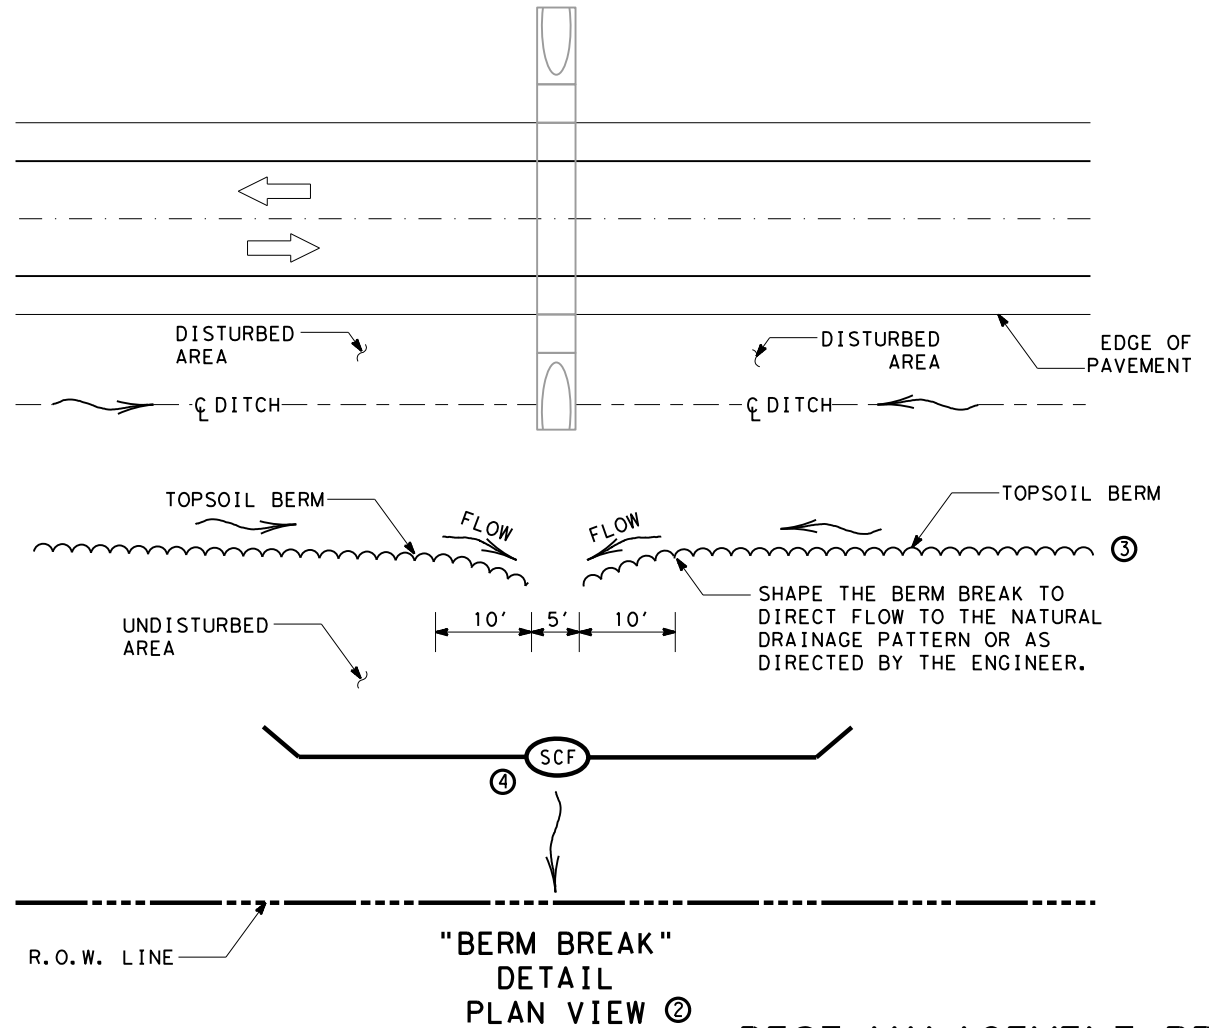 DISTURBED
AREA
DISTURBED
AREA
EDGE OF
PAVEMENT
℄ DITCH
℄ DITCH
TOPSOIL BERM
FLOW
FLOW
TOPSOIL BERM
③
SHAPE THE BERM BREAK TO
DIRECT FLOW TO THE NATURAL
DRAINAGE PATTERN OR AS
DIRECTED BY THE ENGINEER.
10'
5'
10'
UNDISTURBED
AREA
SCF
④
R.O.W. LINE
"BERM BREAK"
DETAIL
PLAN VIEW ②